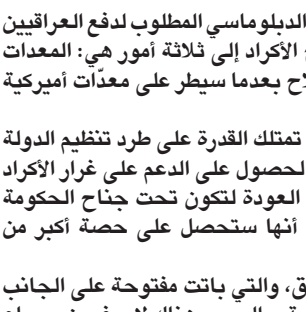 الدبلوماسي المطلوب لدفع العراقيين
الأكراد إلى ثلاثة أمور هي: المعدات
لاح بعدما سيطر على معدّات أميركية
تمتلك القدرة على طرد تنظيم الدولة
لحصول على الدعم على غرار الأكراد
العودة لتكون تحت جناح الحكومة
أنها ستحصل على حصة أكبر من
ق، والتي باتت مفتوحة على الجانب